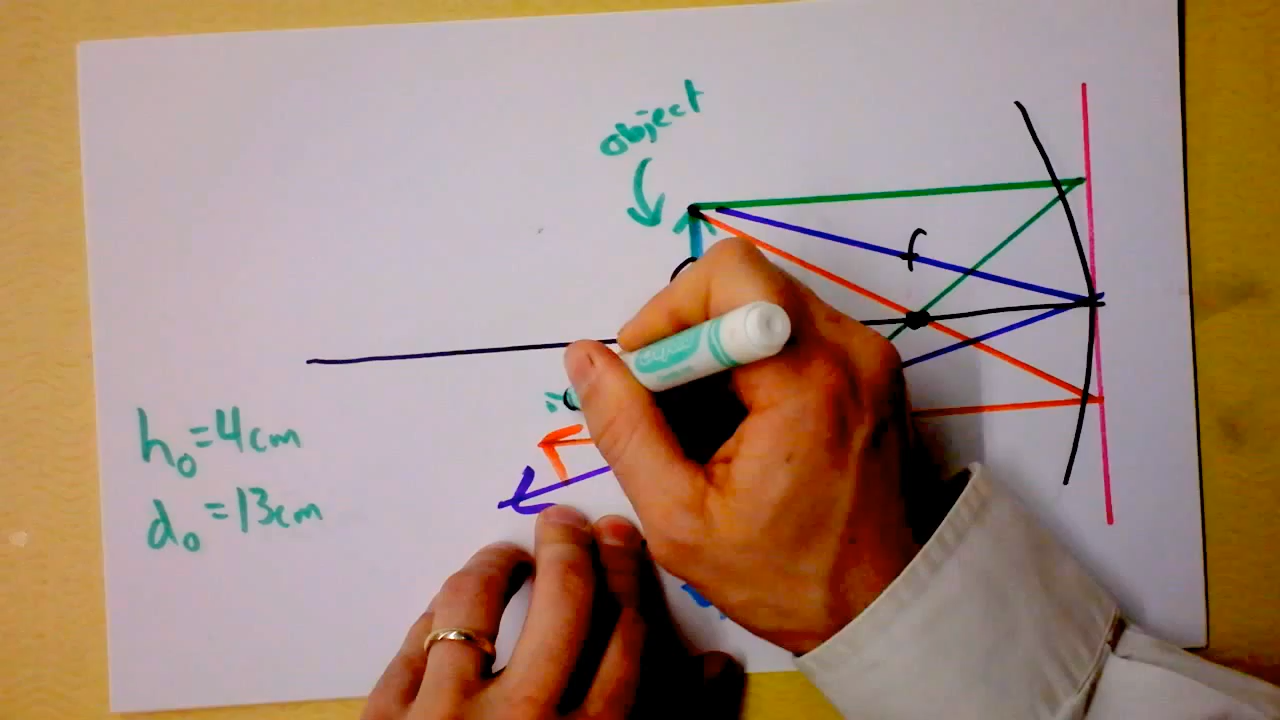 object
f
h₀=4cm
d₀=13cm